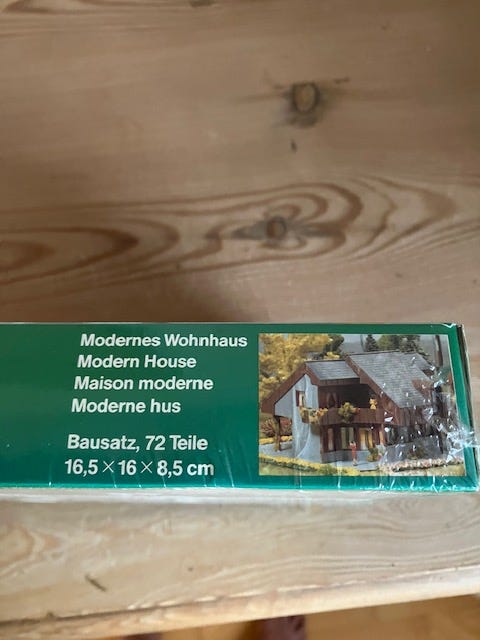 Modernes Wohnhaus
Modern House
Maison moderne
Moderne hus
Bausatz, 72 Teile
16,5 × 16 × 8,5 cm